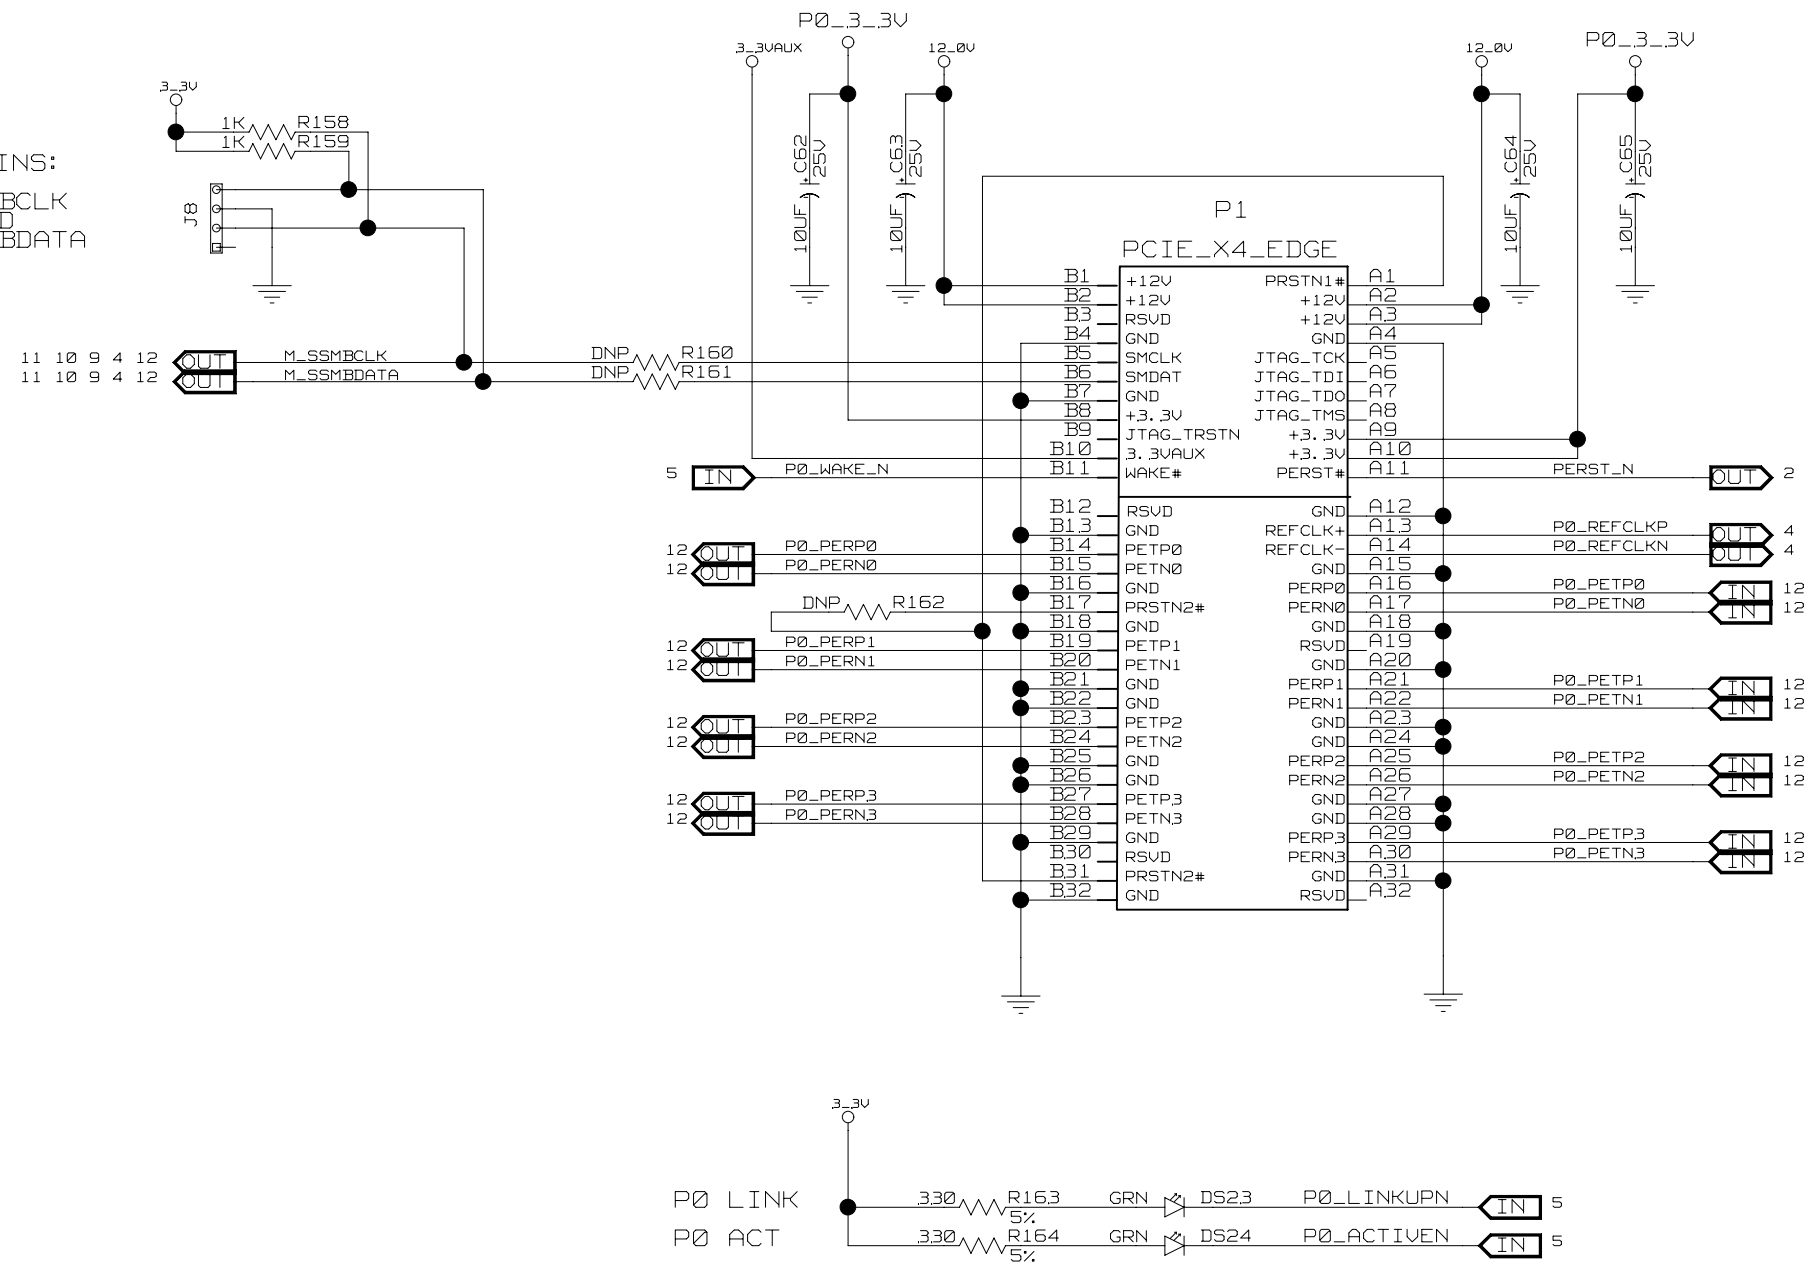 P0_3_3V
3_3VAUX
12_0V
12_0V
P0_3_3V
3_3V
1K R158
1K R159
INS:
BCLK
D
BDATA
J8
C62 25V 10UF
C63 25V 10UF
C64 25V 10UF
C65 25V 10UF
P1
PCIE_X4_EDGE
B1 +12V PRSTN1# A1
B2 +12V +12V A2
B3 RSVD +12V A3
B4 GND GND A4
11 10 9 4 12 OUT M_SSMBCLK DNP R160 B5 SMCLK JTAG_TCK A5
11 10 9 4 12 OUT M_SSMBDATA DNP R161 B6 SMDAT JTAG_TDI A6
B7 GND JTAG_TDO A7
B8 +3.3V JTAG_TMS A8
B9 JTAG_TRSTN +3.3V A9
B10 3.3VAUX +3.3V A10
5 IN P0_WAKE_N B11 WAKE# PERST# A11 PERST_N OUT 2
B12 RSVD GND A12
B13 GND REFCLK+ A13 P0_REFCLKP OUT 4
12 OUT P0_PERP0 B14 PETP0 REFCLK- A14 P0_REFCLKN OUT 4
12 OUT P0_PERN0 B15 PETN0 GND A15
B16 GND PERP0 A16 P0_PETP0 IN 12
DNP R162 B17 PRSTN2# PERN0 A17 P0_PETN0 IN 12
B18 GND GND A18
12 OUT P0_PERP1 B19 PETP1 RSVD A19
12 OUT P0_PERN1 B20 PETN1 GND A20
B21 GND PERP1 A21 P0_PETP1 IN 12
B22 GND PERN1 A22 P0_PETN1 IN 12
12 OUT P0_PERP2 B23 PETP2 GND A23
12 OUT P0_PERN2 B24 PETN2 GND A24
B25 GND PERP2 A25 P0_PETP2 IN 12
B26 GND PERN2 A26 P0_PETN2 IN 12
12 OUT P0_PERP3 B27 PETP3 GND A27
12 OUT P0_PERN3 B28 PETN3 GND A28
B29 GND PERP3 A29 P0_PETP3 IN 12
B30 RSVD PERN3 A30 P0_PETN3 IN 12
B31 PRSTN2# GND A31
B32 GND RSVD A32
3_3V
P0 LINK 330 R163 5% GRN DS23 P0_LINKUPN IN 5
P0 ACT 330 R164 5% GRN DS24 P0_ACTIVEN IN 5